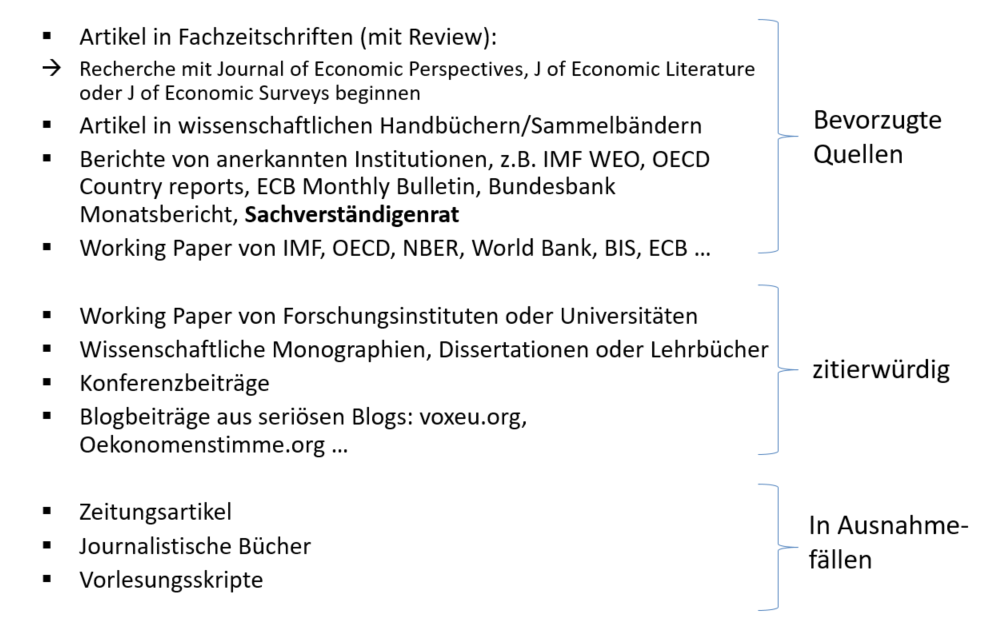 ▪ Artikel in Fachzeitschriften (mit Review):
→ Recherche mit Journal of Economic Perspectives, J of Economic Literature
oder J of Economic Surveys beginnen
▪ Artikel in wissenschaftlichen Handbüchern/Sammelbändern
▪ Berichte von anerkannten Institutionen, z.B. IMF WEO, OECD
Country reports, ECB Monthly Bulletin, Bundesbank
Monatsbericht, Sachverständigenrat
▪ Working Paper von IMF, OECD, NBER, World Bank, BIS, ECB ...
Bevorzugte
Quellen
▪ Working Paper von Forschungsinstituten oder Universitäten
▪ Wissenschaftliche Monographien, Dissertationen oder Lehrbücher
▪ Konferenzbeiträge
▪ Blogbeiträge aus seriösen Blogs: voxeu.org,
Oekonomenstimme.org ...
zitierwürdig
▪ Zeitungsartikel
▪ Journalistische Bücher
▪ Vorlesungsskripte
In Ausnahme-
fällen